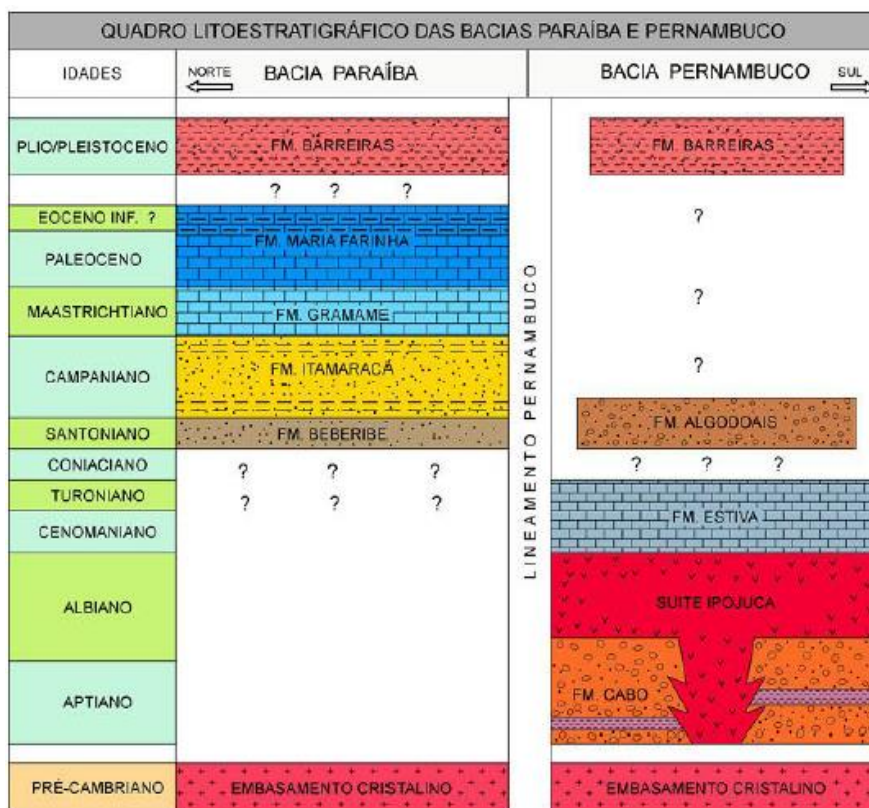 QUADRO LITOESTRATIGRÁFICO DAS BACIAS PARAÍBA E PERNAMBUCO
IDADES
NORTE
BACIA PARAÍBA
BACIA PERNAMBUCO
SUL
PLIO/PLEISTOCENO
FM. BARREIRAS
FM. BARREIRAS
? ? ?
EOCENO INF. ?
?
FM. MARIA FARINHA
PALEOCENO
MAASTRICHTIANO
FM. GRAMAME
?
CAMPANIANO
FM. ITAMARACÁ
?
SANTONIANO
FM. BEBERIBE
FM. ALGODOAIS
CONIACIANO
? ? ?
? ? ?
TURONIANO
? ? ?
CENOMANIANO
FM. ESTIVA
LINEAMENTO PERNAMBUCO
ALBIANO
SUITE IPOJUCA
APTIANO
FM. CABO
PRÉ-CAMBRIANO
EMBASAMENTO CRISTALINO
EMBASAMENTO CRISTALINO